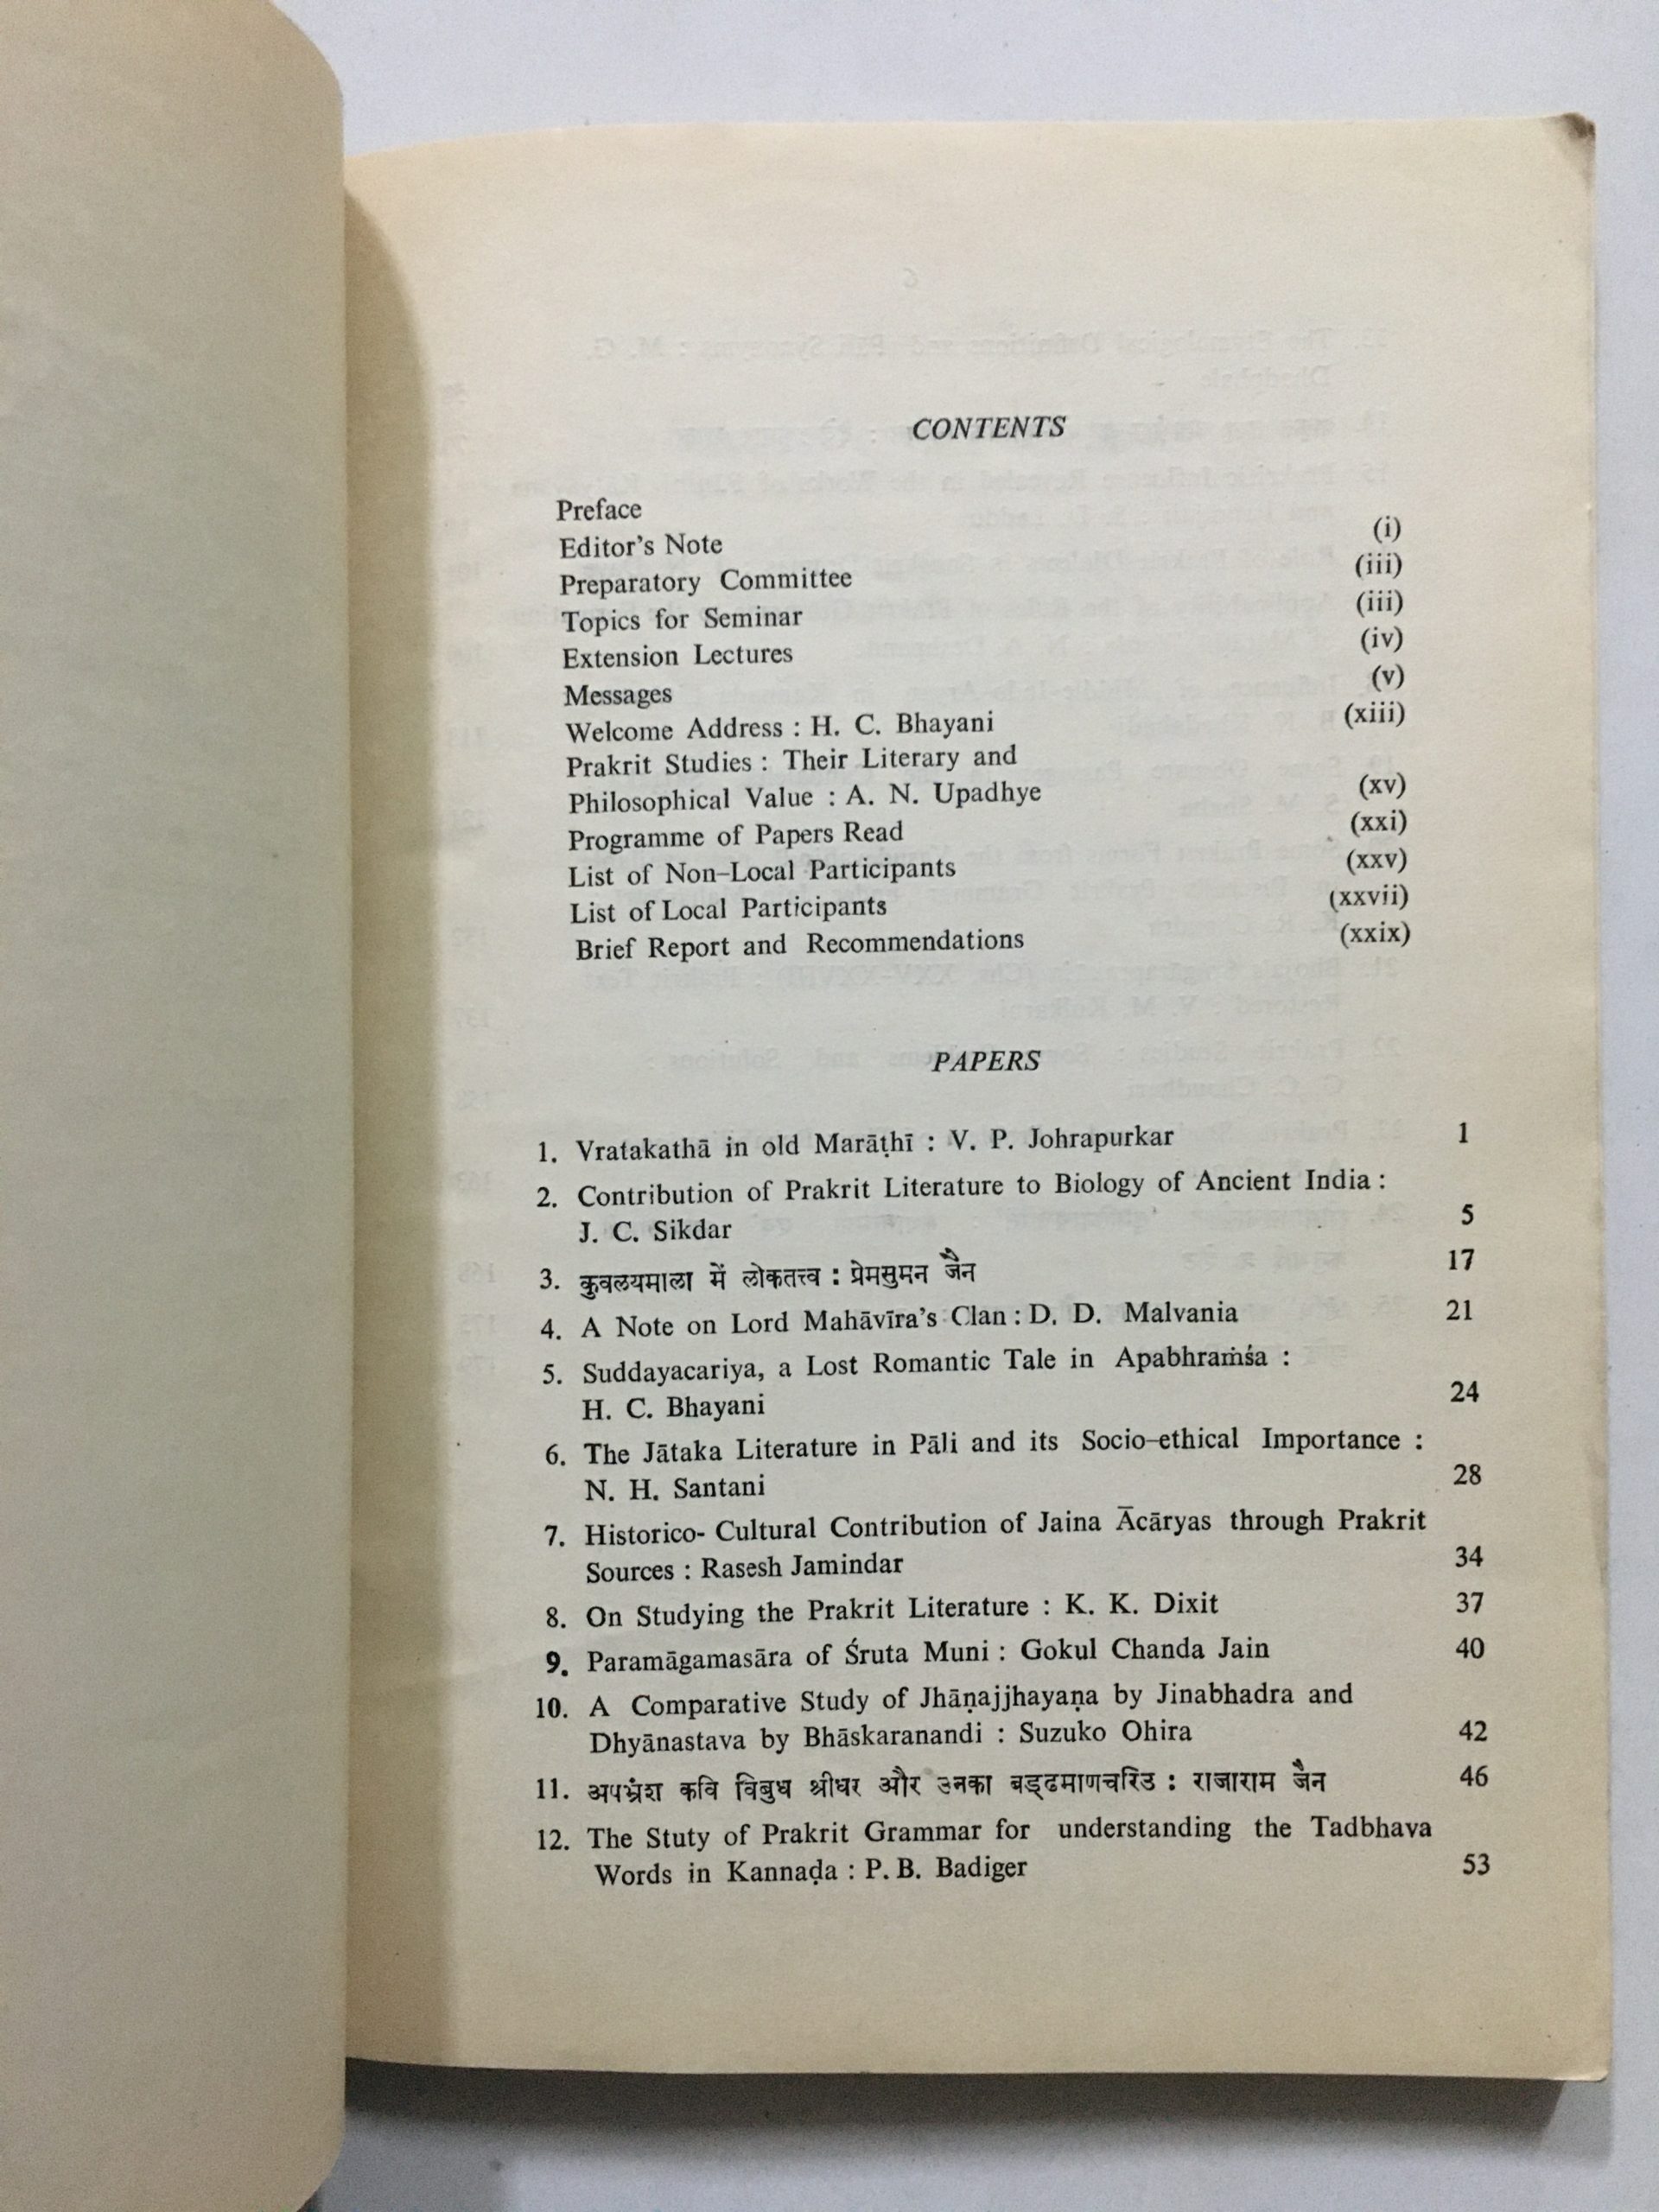 CONTENTS
Preface
Editor's Note (i)
Preparatory Committee (iii)
Topics for Seminar (iii)
Extension Lectures (iv)
Messages (v)
Welcome Address : H. C. Bhayani (xiii)
Prakrit Studies : Their Literary and
Philosophical Value : A. N. Upadhye (xv)
Programme of Papers Read (xxi)
List of Non–Local Participants (xxv)
List of Local Participants (xxvii)
Brief Report and Recommendations (xxix)
PAPERS
1. Vratakathā in old Marāṭhī : V. P. Johrapurkar 1
2. Contribution of Prakrit Literature to Biology of Ancient India :
J. C. Sikdar 5
3. कुवलयमाला में लोकतत्त्व : प्रेमसुमन जैन 17
4. A Note on Lord Mahāvīra's Clan : D. D. Malvania 21
5. Suddayacariya, a Lost Romantic Tale in Apabhraṁśa :
H. C. Bhayani 24
6. The Jātaka Literature in Pāli and its Socio–ethical Importance :
N. H. Santani 28
7. Historico- Cultural Contribution of Jaina Ācāryas through Prakrit
Sources : Rasesh Jamindar 34
8. On Studying the Prakrit Literature : K. K. Dixit 37
9. Paramāgamasāra of Śruta Muni : Gokul Chanda Jain 40
10. A Comparative Study of Jhāṇajjhayaṇa by Jinabhadra and
Dhyānastava by Bhāskaranandi : Suzuko Ohira 42
11. अपभ्रंश कवि विबुध श्रीधर और उनका बड्ढमाणचरिउ : राजाराम जैन 46
12. The Stuty of Prakrit Grammar for understanding the Tadbhava
Words in Kannaḍa : P. B. Badiger 53